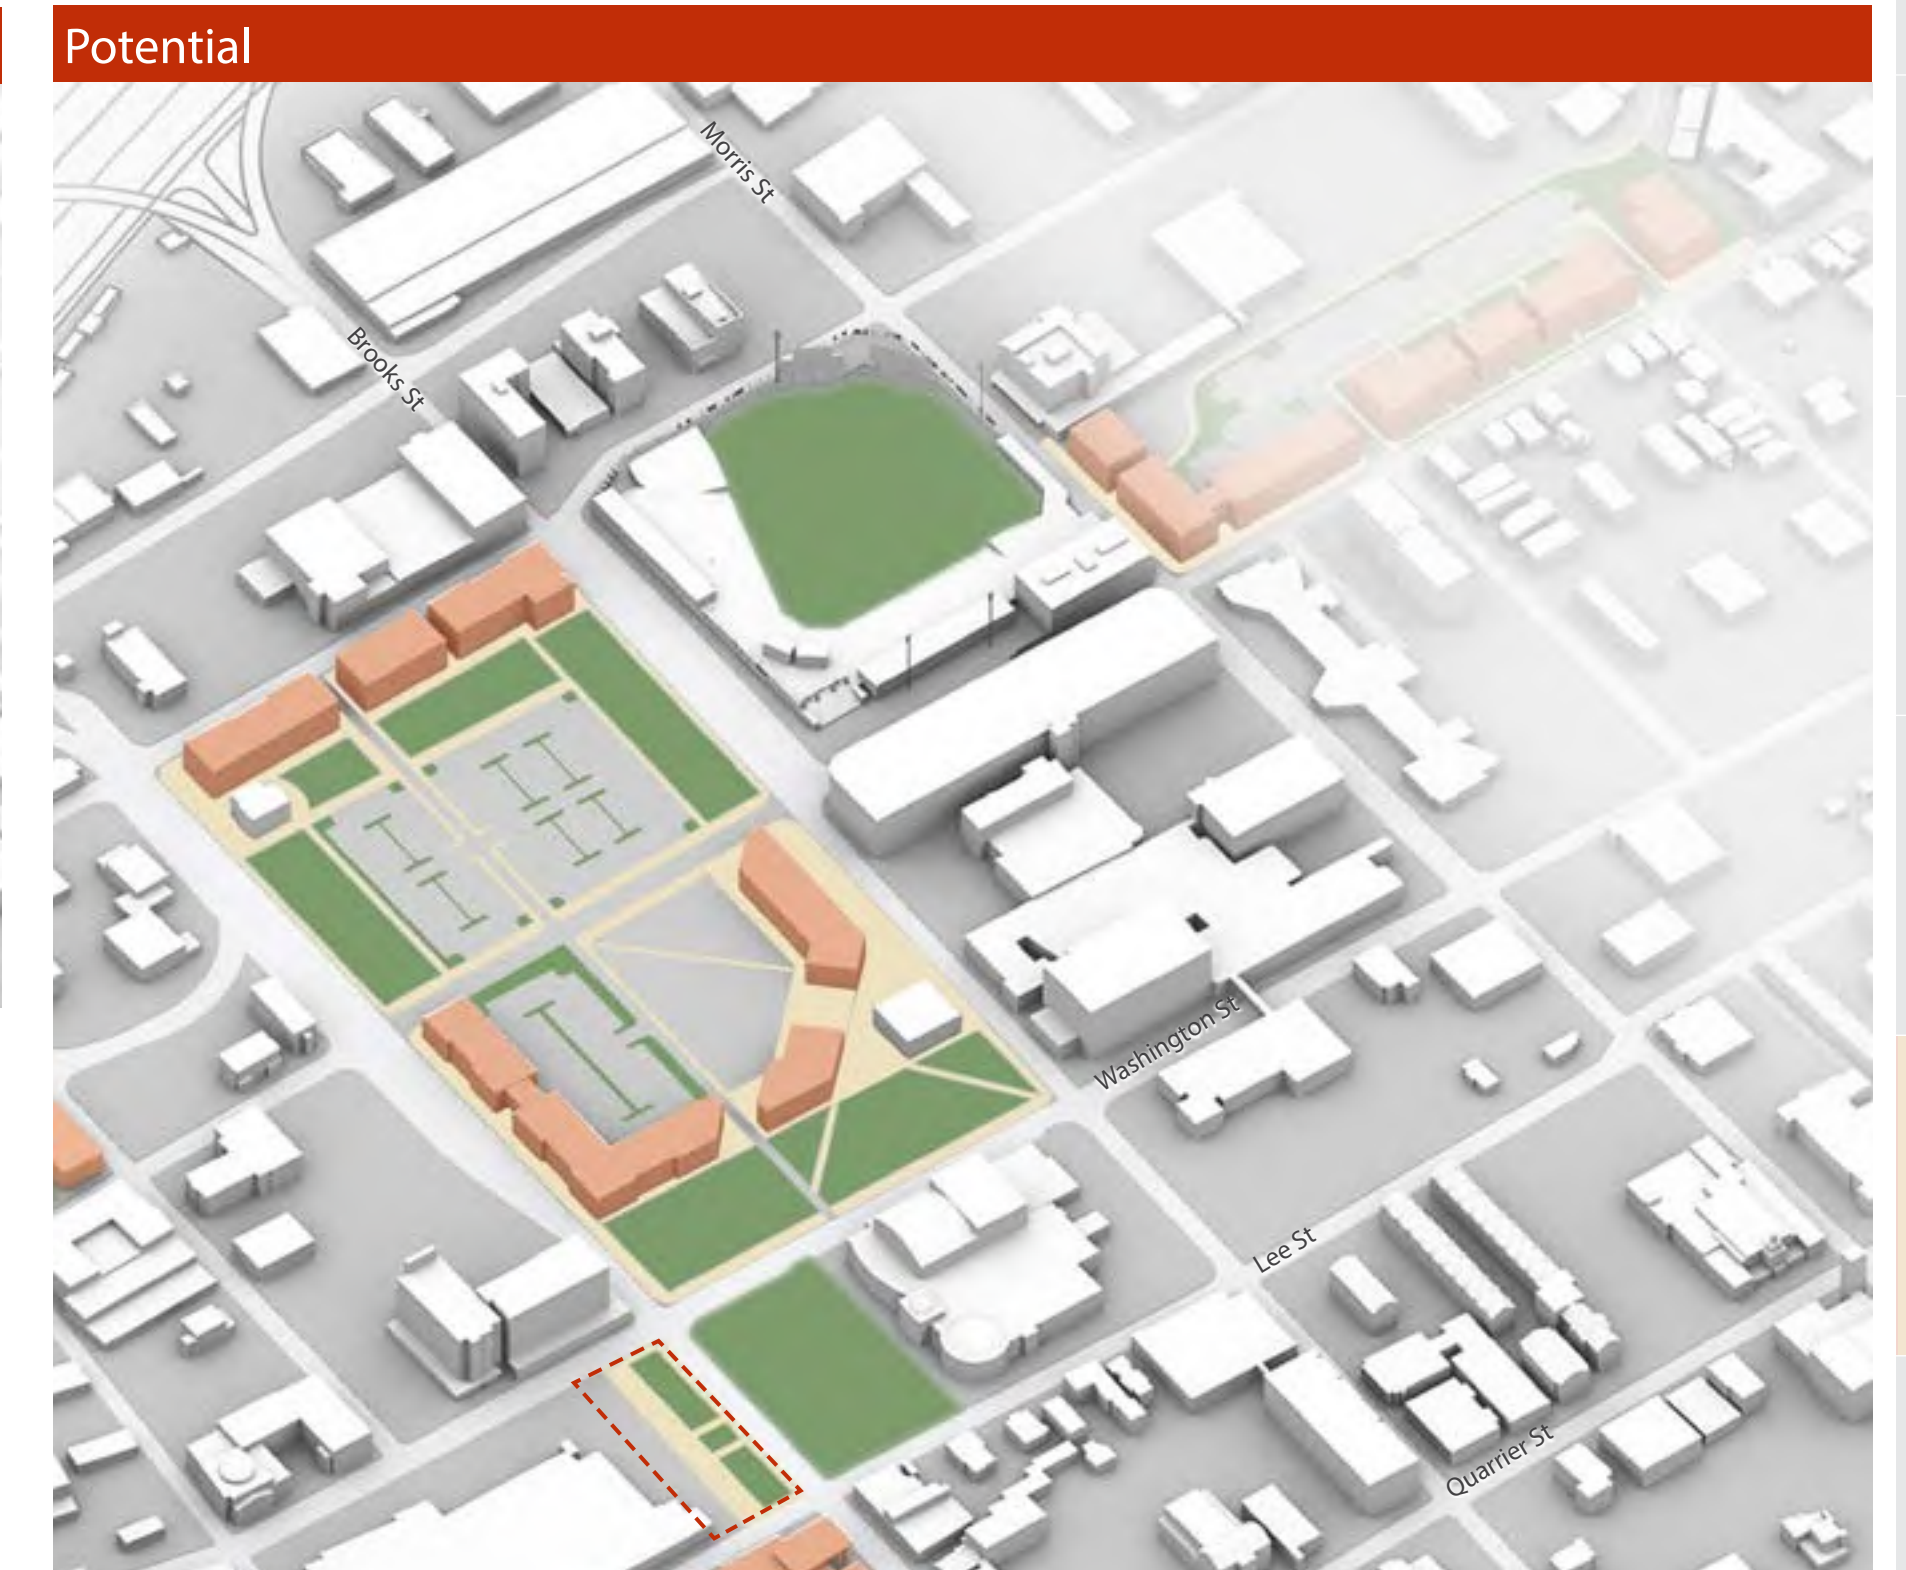 Potential
Morris St
Brooks St
Washington St
Lee St
Quarrier St